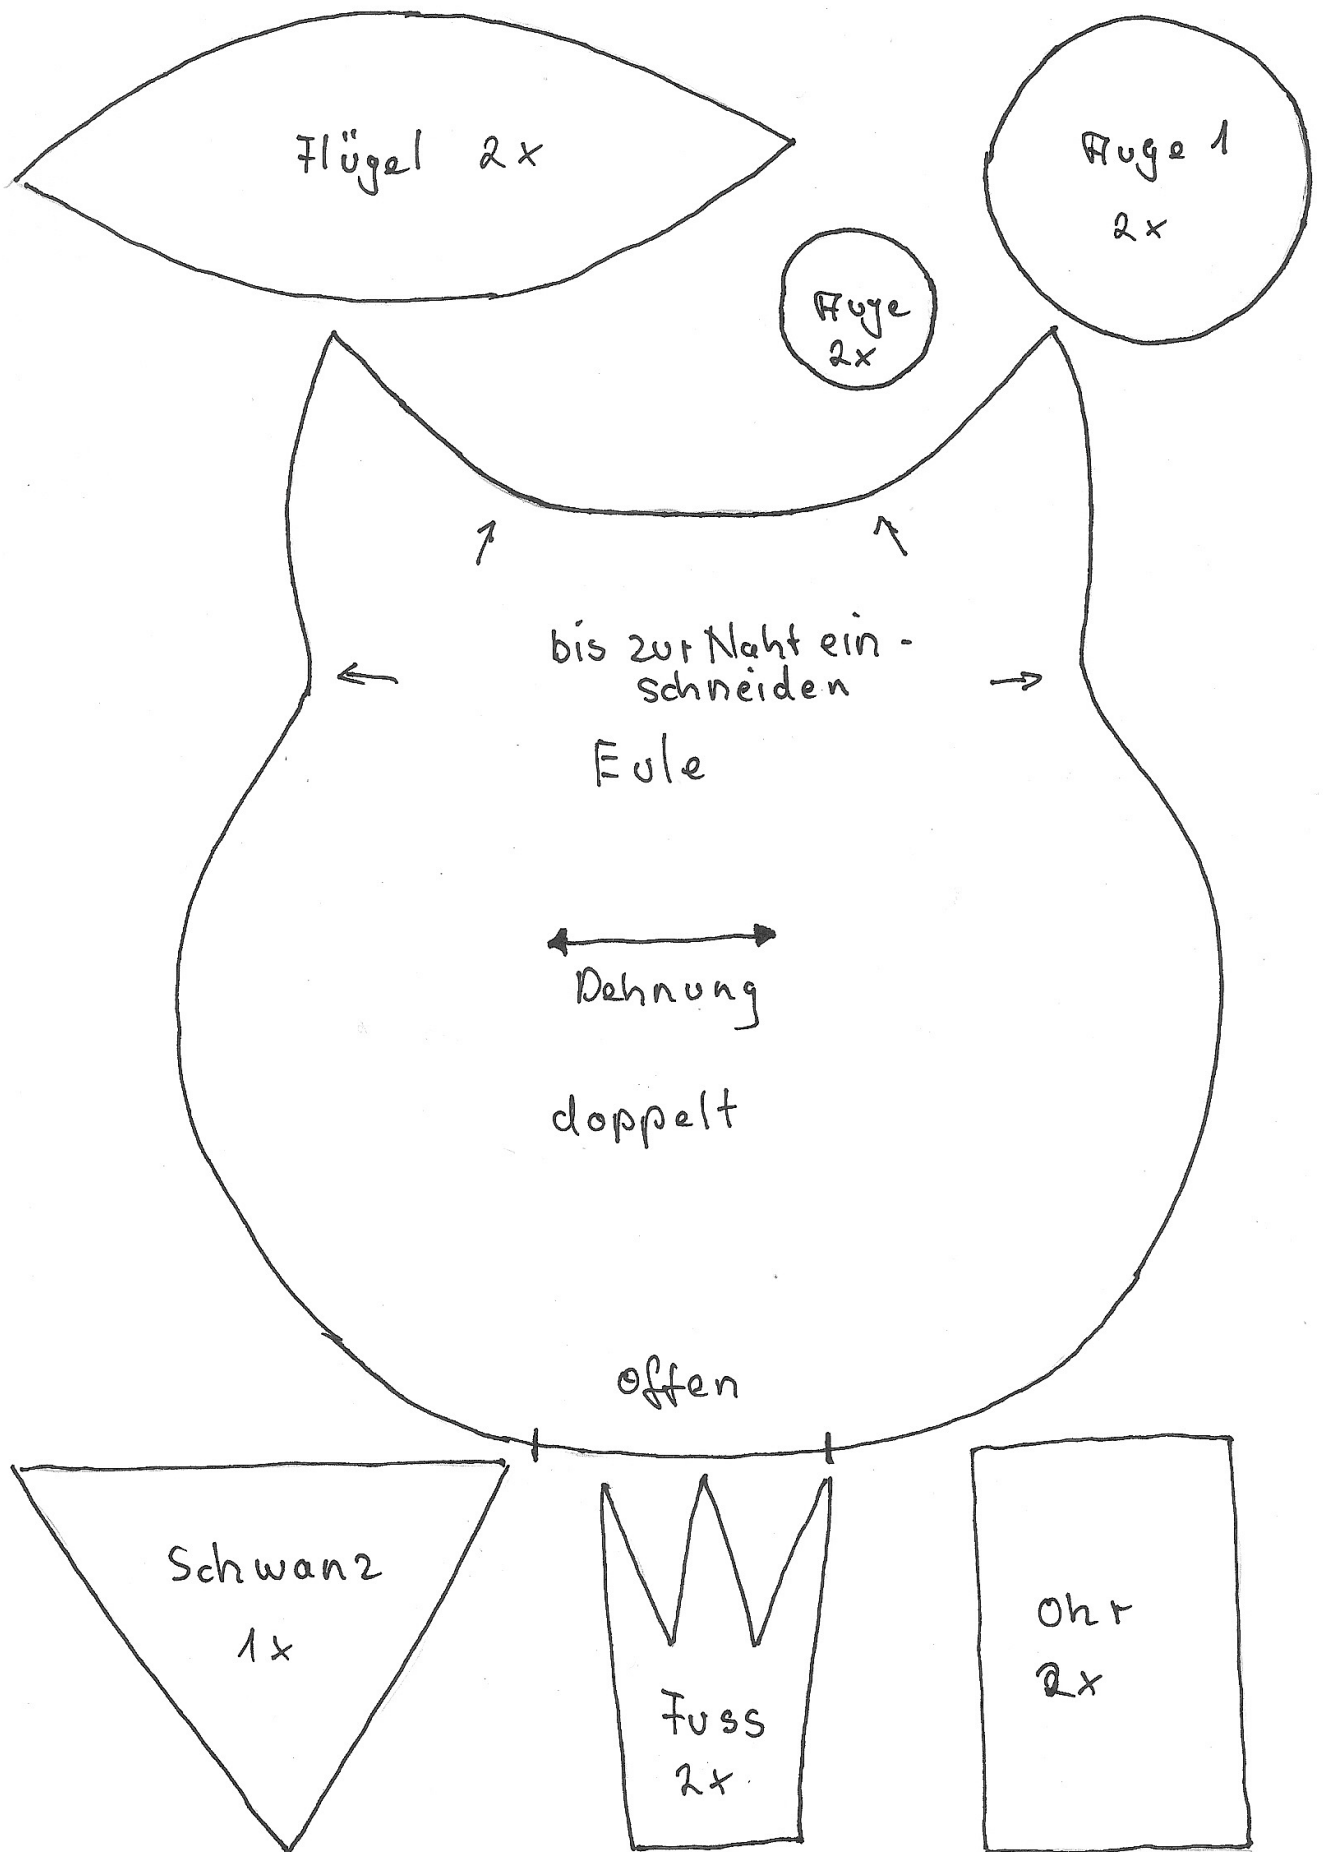 Flügel 2x
Auge 1
2x
Auge
2x
bis zur Naht ein-
schneiden
Eule
Dehnung
doppelt
offen
Schwanz
1x
Fuss
2x.
Ohr
2x